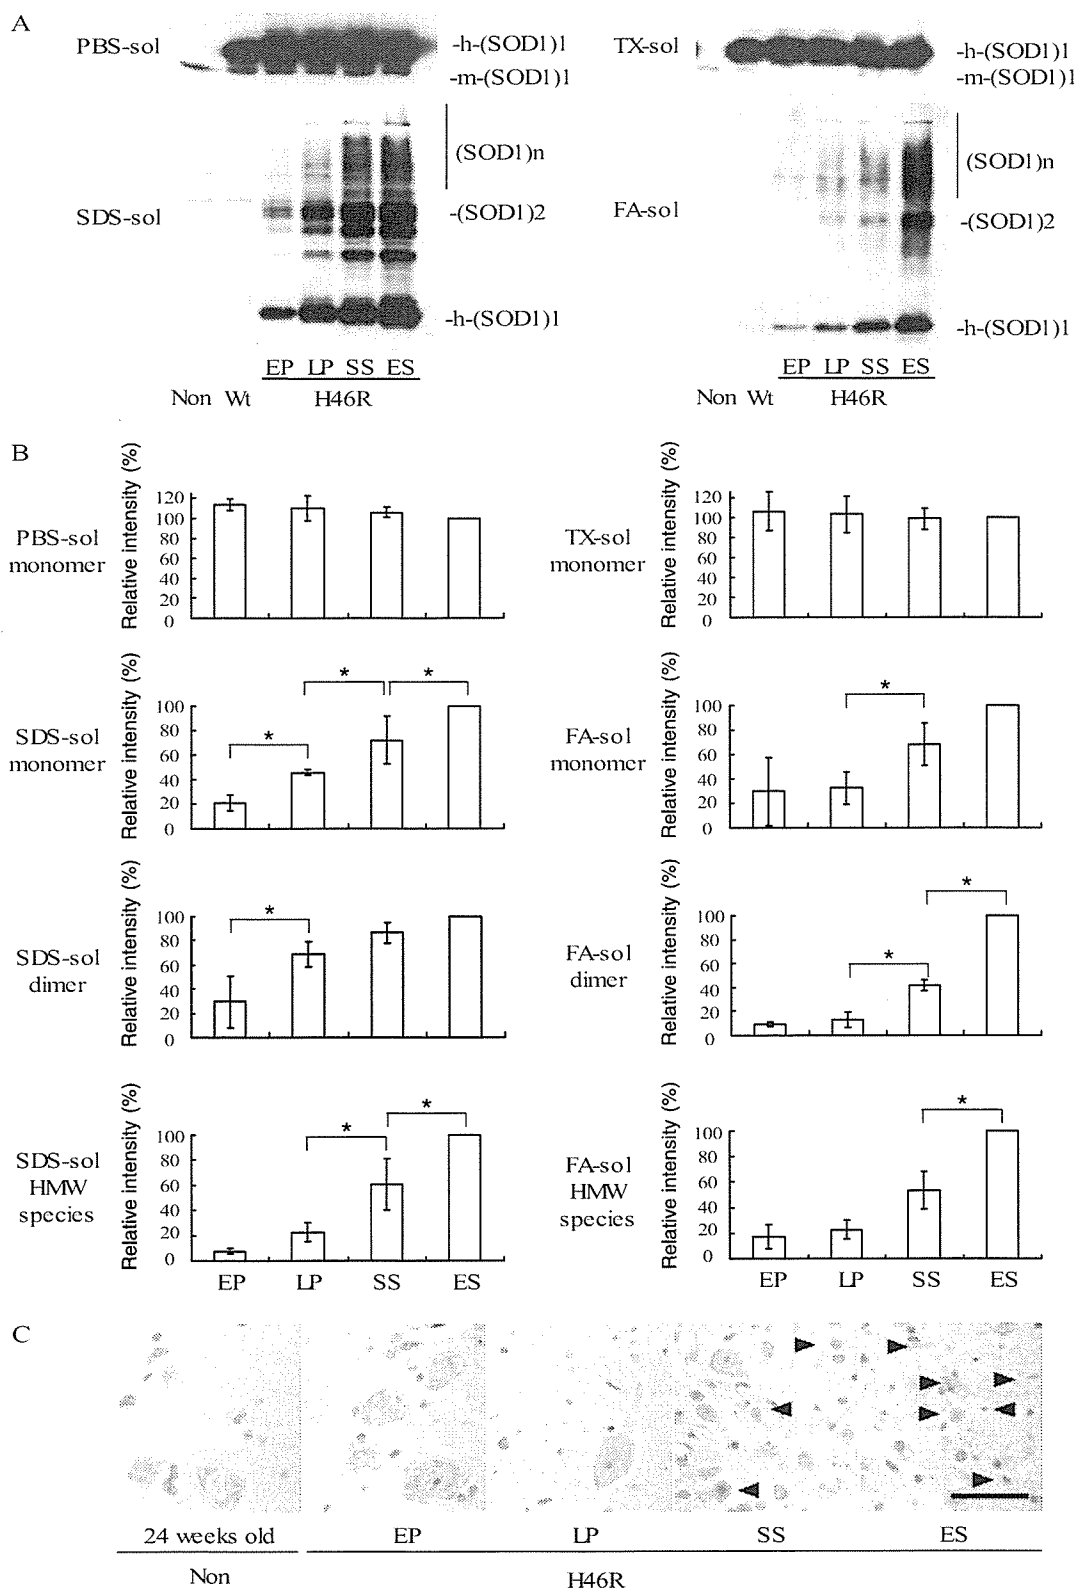 A
PBS-sol
-h-(SOD1)1
-m-(SOD1)1
SDS-sol
(SOD1)n
-(SOD1)2
-h-(SOD1)1
EP LP SS ES
Non Wt H46R
TX-sol
-h-(SOD1)1
-m-(SOD1)1
FA-sol
(SOD1)n
-(SOD1)2
-h-(SOD1)1
EP LP SS ES
Non Wt H46R
B
PBS-sol
monomer
Relative intensity (%)
120
100
80
60
40
20
0
TX-sol
monomer
Relative intensity (%)
120
100
80
60
40
20
0
SDS-sol
monomer
Relative intensity (%)
100
80
60
40
20
0
* * *
FA-sol
monomer
Relative intensity (%)
100
80
60
40
20
0
*
SDS-sol
dimer
Relative intensity (%)
100
80
60
40
20
0
*
FA-sol
dimer
Relative intensity (%)
100
80
60
40
20
0
* *
SDS-sol
HMW
species
Relative intensity (%)
100
80
60
40
20
0
* *
EP LP SS ES
FA-sol
HMW
species
Relative intensity (%)
100
80
60
40
20
0
*
EP LP SS ES
C
24 weeks old EP LP SS ES
Non H46R